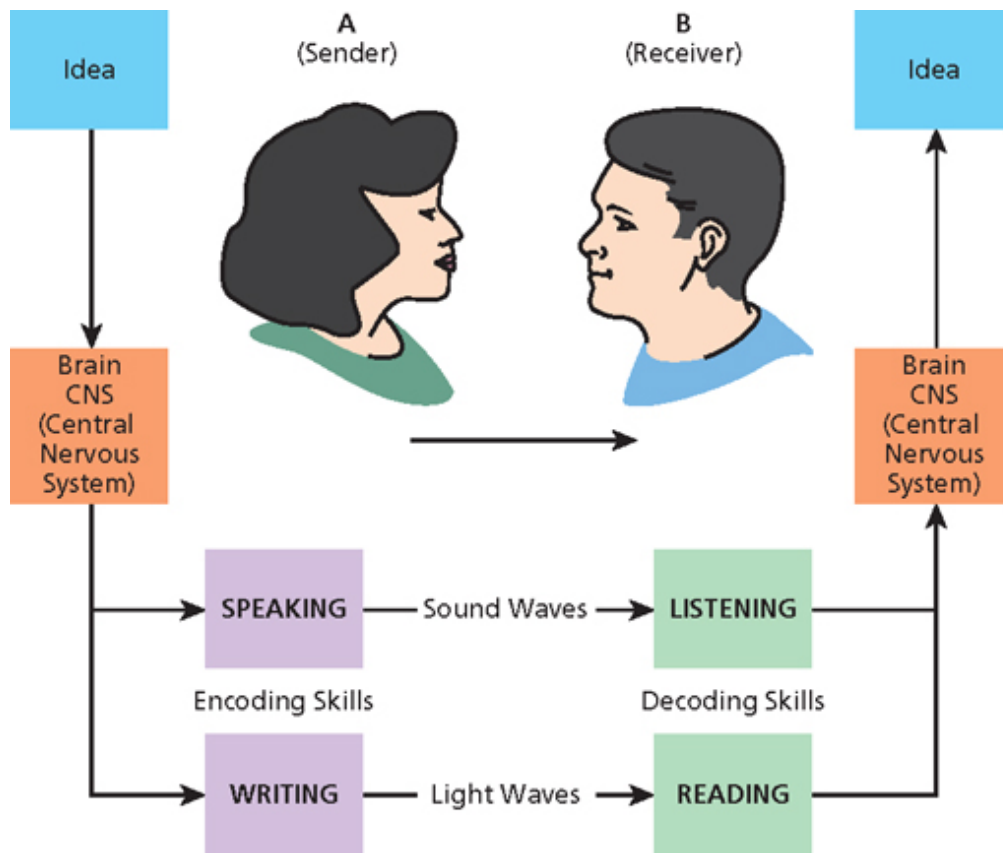 A
(Sender)
B
(Receiver)
Idea
Idea
Brain
CNS
(Central
Nervous
System)
Brain
CNS
(Central
Nervous
System)
SPEAKING
Sound Waves
LISTENING
Encoding Skills
Decoding Skills
WRITING
Light Waves
READING